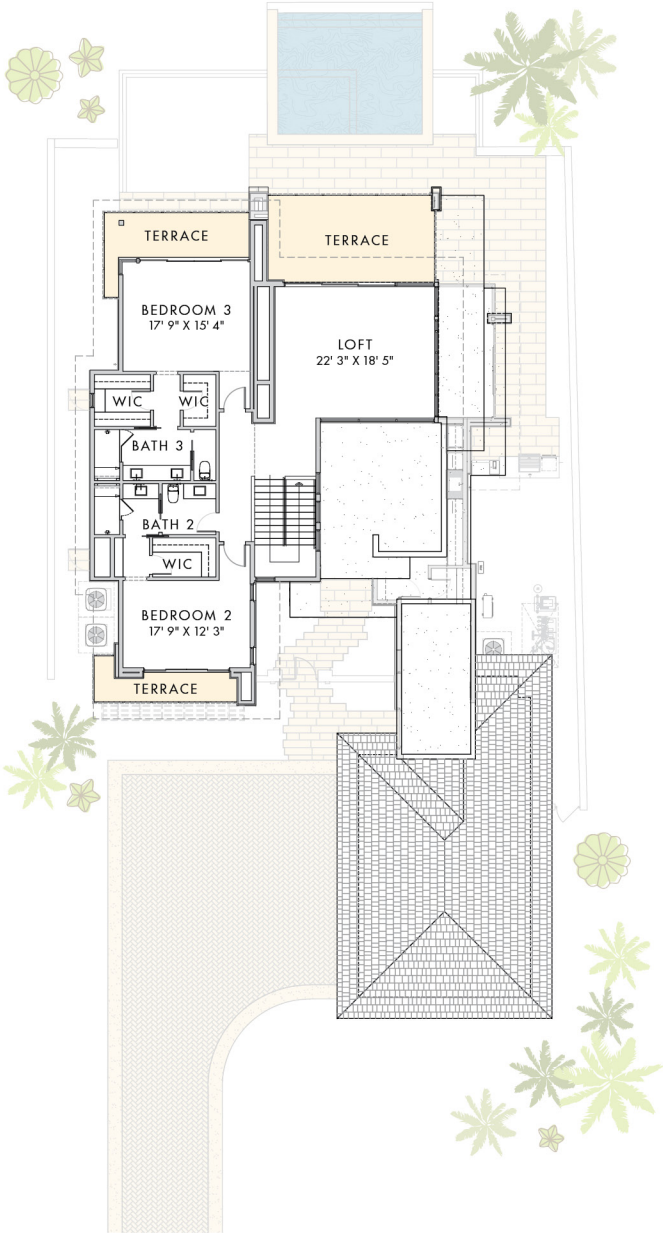 TERRACE
TERRACE
BEDROOM 3
17' 9" X 15' 4"
LOFT
22' 3" X 18' 5"
WIC
WIC
BATH 3
BATH 2
WIC
BEDROOM 2
17' 9" X 12' 3"
TERRACE